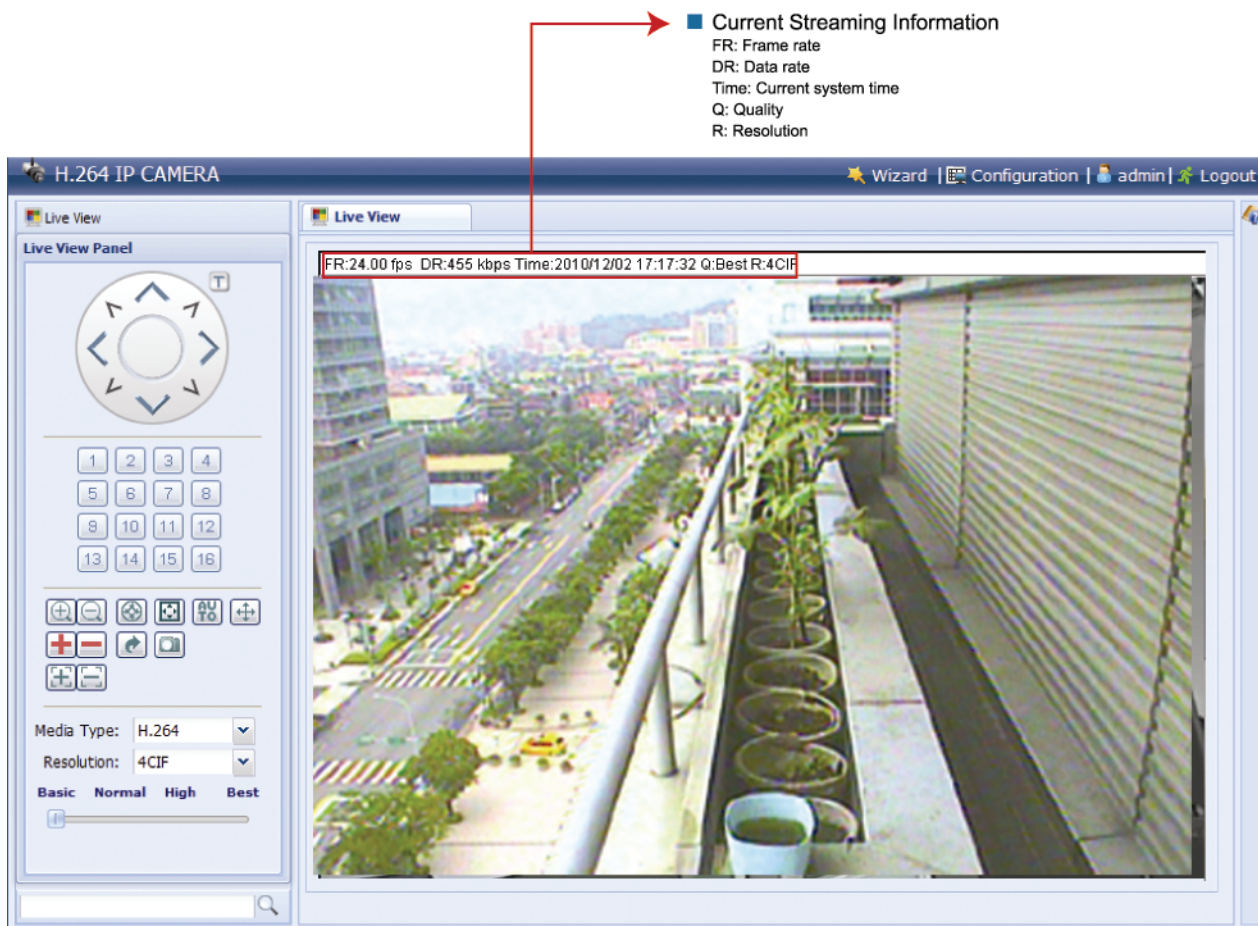 Current Streaming Information
FR: Frame rate
DR: Data rate
Time: Current system time
Q: Quality
R: Resolution
H.264 IP CAMERA
Wizard | Configuration | admin | Logout
Live View
Live View
Live View Panel
FR:24.00 fps DR:455 kbps Time:2010/12/02 17:17:32 Q:Best R:4CIF
T
1 2 3 4
5 6 7 8
9 10 11 12
13 14 15 16
AUTO
Media Type: H.264
Resolution: 4CIF
Basic Normal High Best